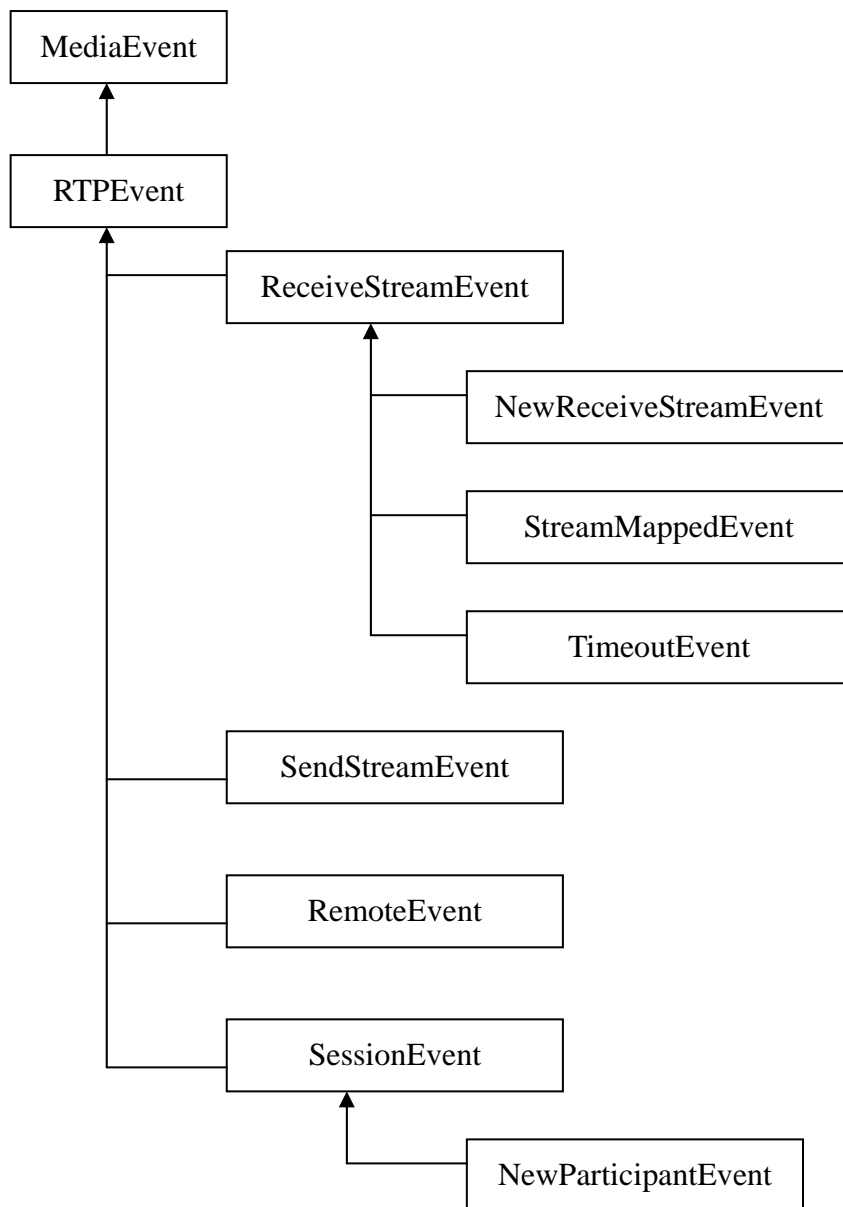 MediaEvent
RTPEvent
ReceiveStreamEvent
NewReceiveStreamEvent
StreamMappedEvent
TimeoutEvent
SendStreamEvent
RemoteEvent
SessionEvent
NewParticipantEvent